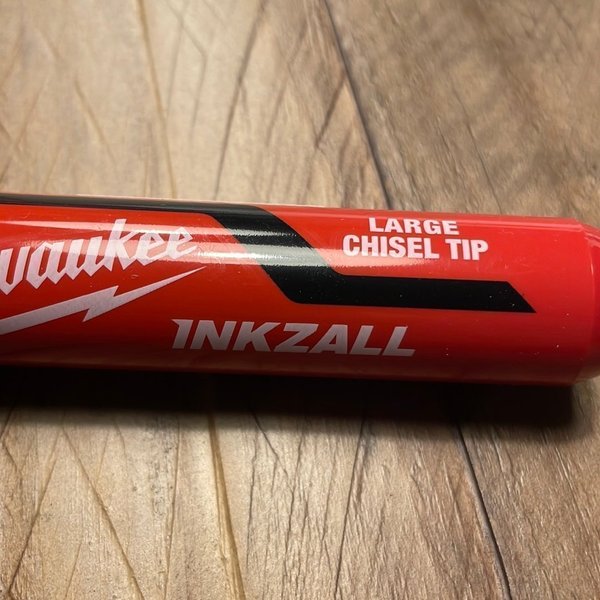 waukee
LARGE
CHISEL TIP
INKZALL